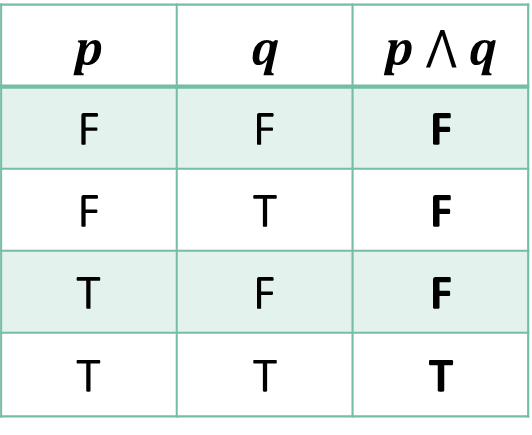 p q p ∧ q
F F F
F T F
T F F
T T T